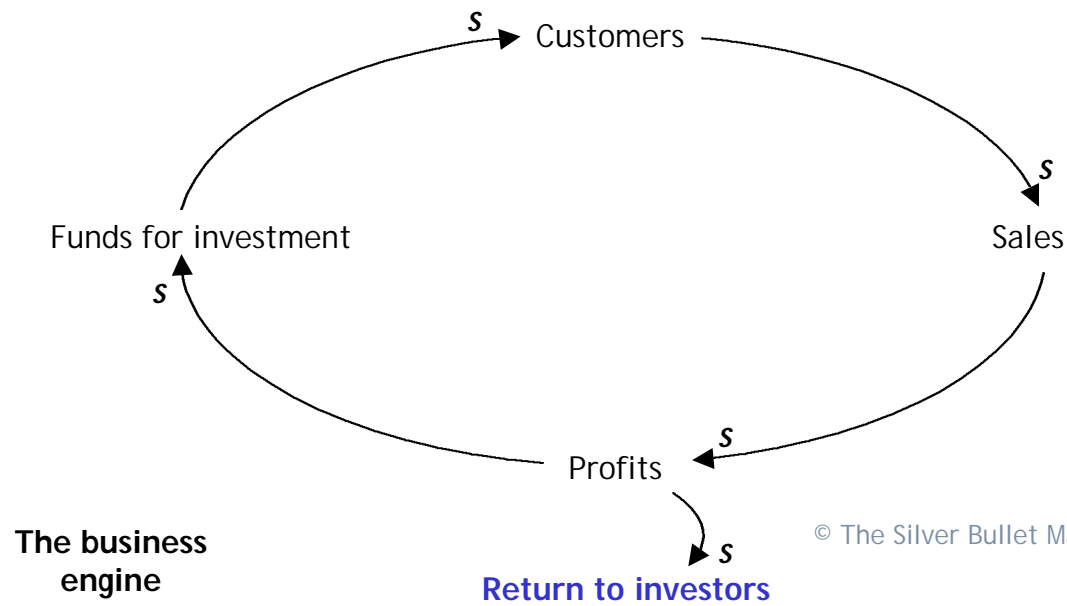 s
Customers
s
Funds for investment
Sales
s
s
Profits
© The Silver Bullet
s
The business
engine
Return to investors